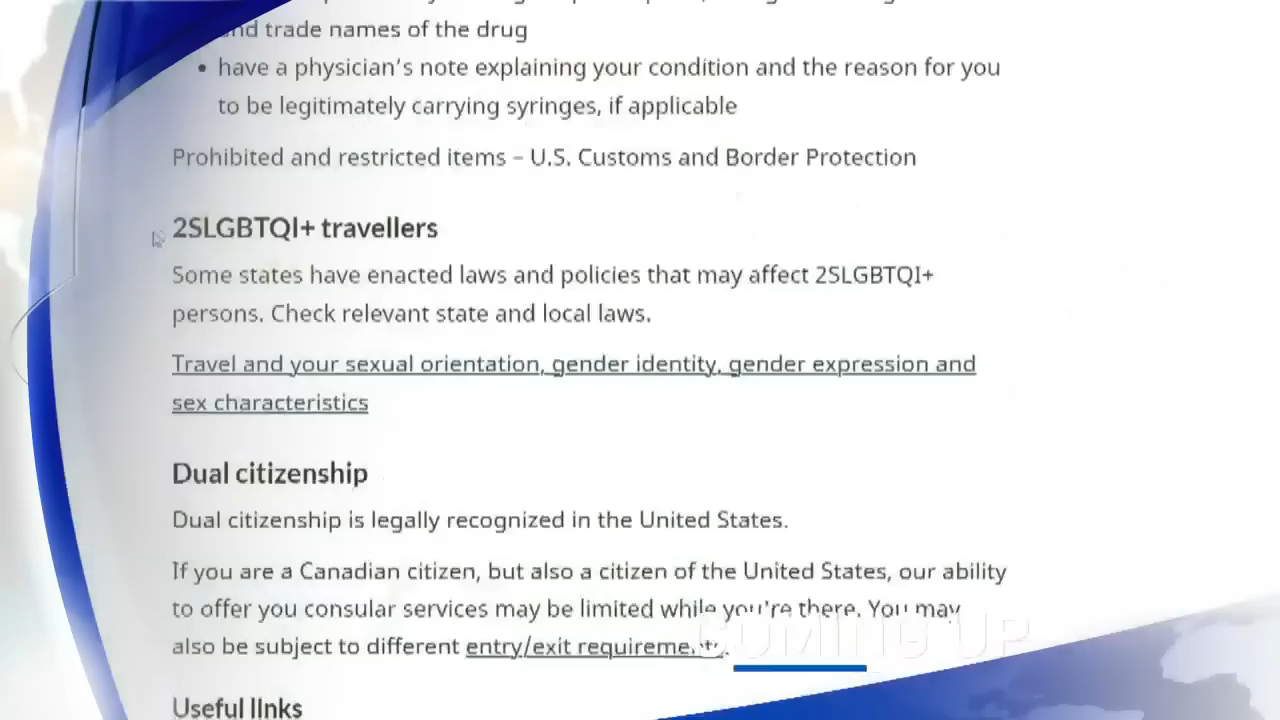 and trade names of the drug
• have a physician's note explaining your condition and the reason for you
to be legitimately carrying syringes, if applicable
Prohibited and restricted items – U.S. Customs and Border Protection
2SLGBTQI+ travellers
Some states have enacted laws and policies that may affect 2SLGBTQI+
persons. Check relevant state and local laws.
Travel and your sexual orientation, gender identity, gender expression and
sex characteristics
Dual citizenship
Dual citizenship is legally recognized in the United States.
If you are a Canadian citizen, but also a citizen of the United States, our ability
to offer you consular services may be limited while you're there. You may
also be subject to different entry/exit requirements.
COMING UP
Useful links